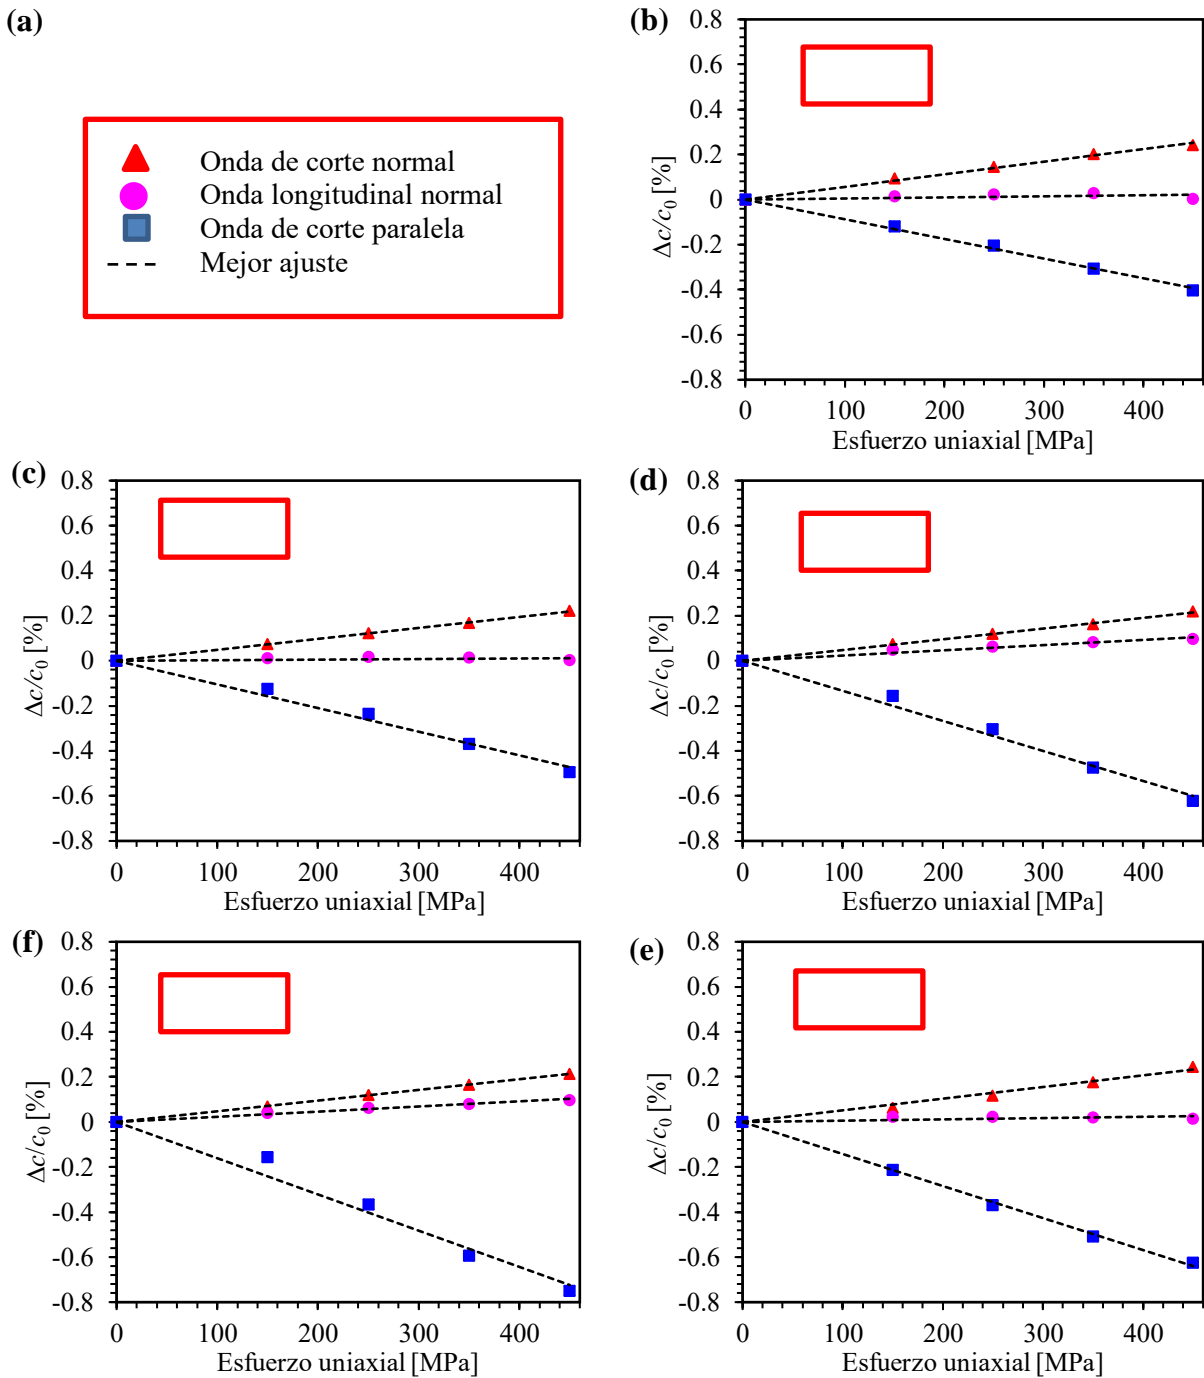 (a)
Onda de corte normal
Onda longitudinal normal
Onda de corte paralela
Mejor ajuste
(b)
0.8
0.6
0.4
0.2
0
-0.2
-0.4
-0.6
-0.8
Δc/c0 [%]
0 100 200 300 400
Esfuerzo uniaxial [MPa]
(c)
0.8
0.6
0.4
0.2
0
-0.2
-0.4
-0.6
-0.8
Δc/c0 [%]
0 100 200 300 400
Esfuerzo uniaxial [MPa]
(d)
0.8
0.6
0.4
0.2
0
-0.2
-0.4
-0.6
-0.8
Δc/c0 [%]
0 100 200 300 400
Esfuerzo uniaxial [MPa]
(f)
0.8
0.6
0.4
0.2
0
-0.2
-0.4
-0.6
-0.8
Δc/c0 [%]
0 100 200 300 400
Esfuerzo uniaxial [MPa]
(e)
0.8
0.6
0.4
0.2
0
-0.2
-0.4
-0.6
-0.8
Δc/c0 [%]
0 100 200 300 400
Esfuerzo uniaxial [MPa]